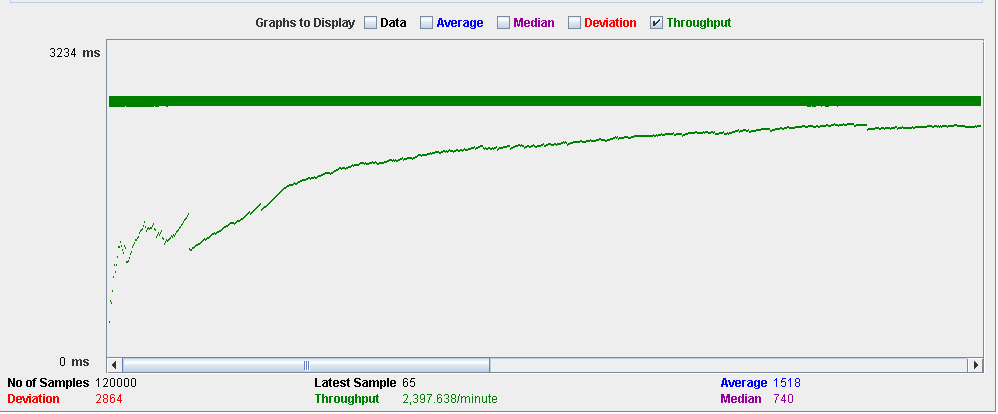 Graphs to Display Data Average Median Deviation Throughput
3234 ms
0 ms
No of Samples 120000 Latest Sample 65 Average 1518
Deviation 2864 Throughput 2,397.638/minute Median 740